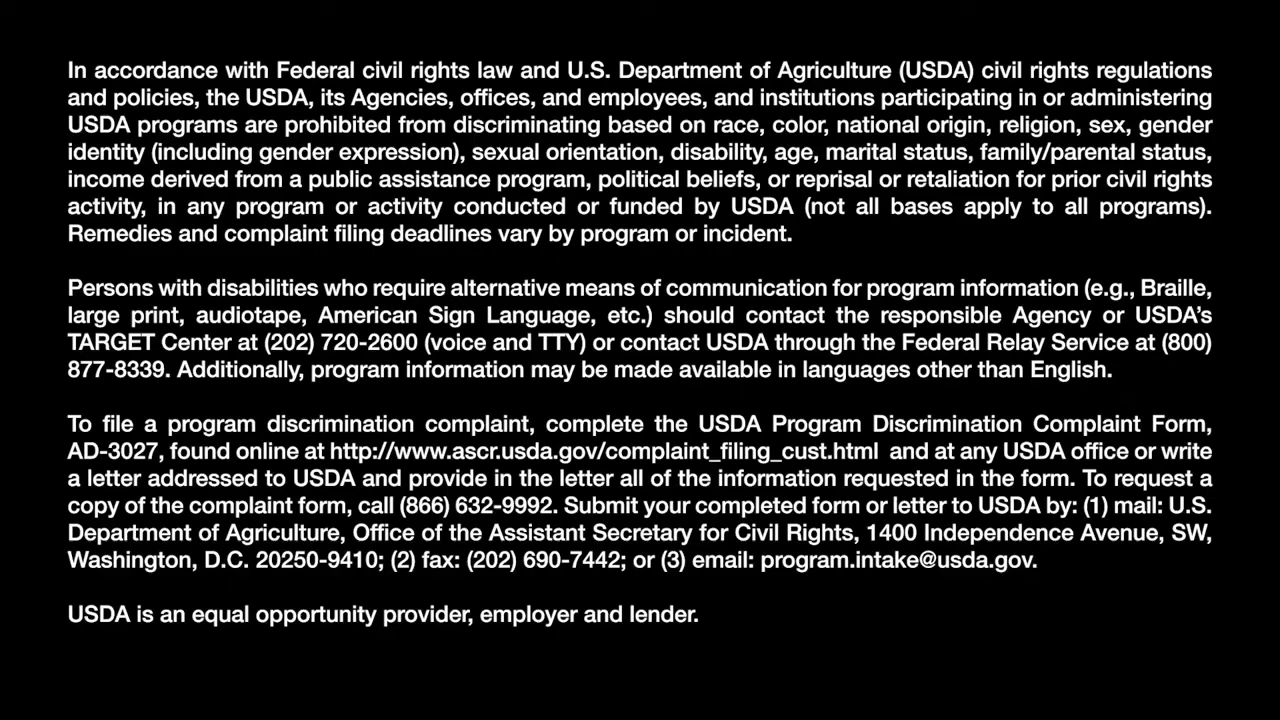 In accordance with Federal civil rights law and U.S. Department of Agriculture (USDA) civil rights regulations
and policies, the USDA, its Agencies, offices, and employees, and institutions participating in or administering
USDA programs are prohibited from discriminating based on race, color, national origin, religion, sex, gender
identity (including gender expression), sexual orientation, disability, age, marital status, family/parental status,
income derived from a public assistance program, political beliefs, or reprisal or retaliation for prior civil rights
activity, in any program or activity conducted or funded by USDA (not all bases apply to all programs).
Remedies and complaint filing deadlines vary by program or incident.
Persons with disabilities who require alternative means of communication for program information (e.g., Braille,
large print, audiotape, American Sign Language, etc.) should contact the responsible Agency or USDA's
TARGET Center at (202) 720-2600 (voice and TTY) or contact USDA through the Federal Relay Service at (800)
877-8339. Additionally, program information may be made available in languages other than English.
To file a program discrimination complaint, complete the USDA Program Discrimination Complaint Form,
AD-3027, found online at http://www.ascr.usda.gov/complaint_filing_cust.html and at any USDA office or write
a letter addressed to USDA and provide in the letter all of the information requested in the form. To request a
copy of the complaint form, call (866) 632-9992. Submit your completed form or letter to USDA by: (1) mail: U.S.
Department of Agriculture, Office of the Assistant Secretary for Civil Rights, 1400 Independence Avenue, SW,
Washington, D.C. 20250-9410; (2) fax: (202) 690-7442; or (3) email: program.intake@usda.gov.
USDA is an equal opportunity provider, employer and lender.